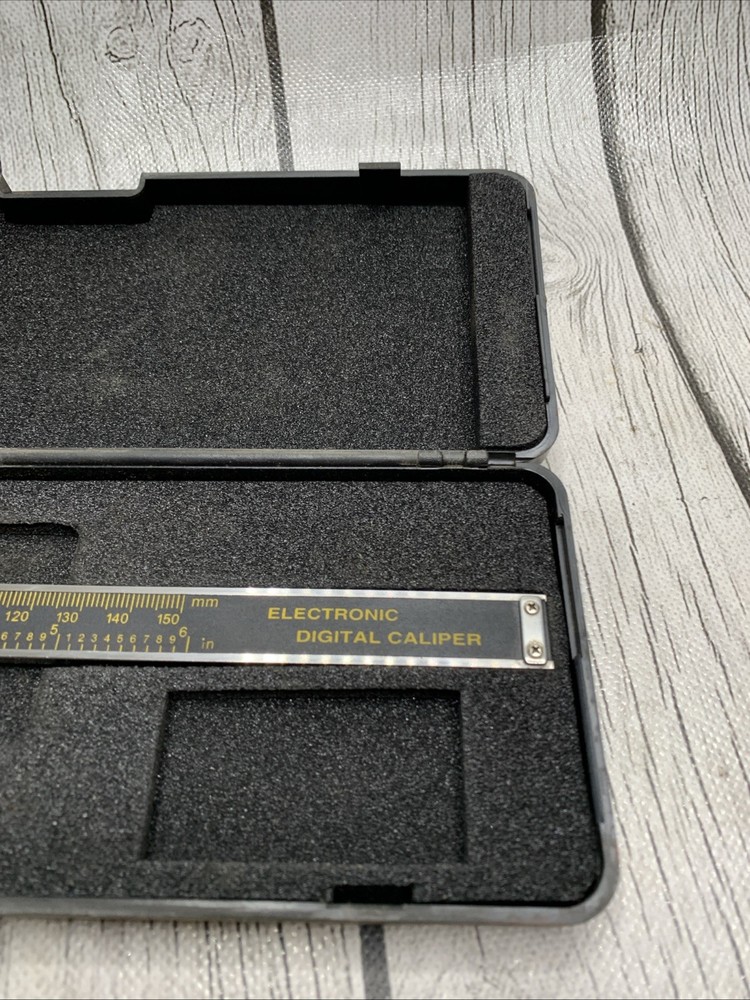 120 130 140 150 mm
6 7 8 9 5 1 2 3 4 5 6 7 8 9 6 in
ELECTRONIC
DIGITAL CALIPER